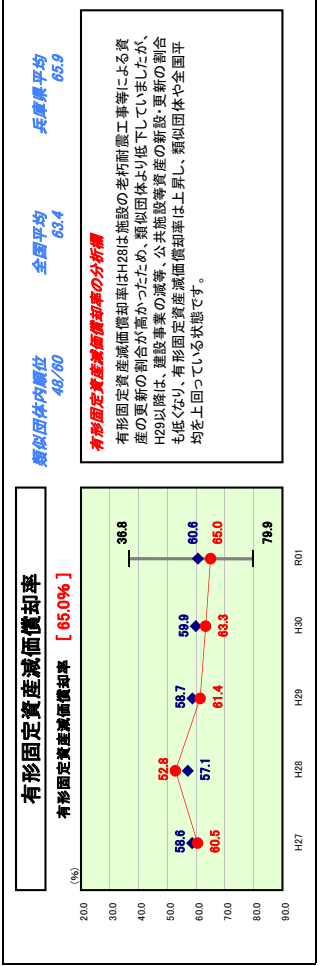 有形固定資産減価償却率
有形固定資産減価償却率 [ 65.0% ]
類似団体内順位
48/60
全国平均
63.4
兵庫県平均
65.9
(%)
20.0
30.0
40.0
50.0
60.0
70.0
80.0
90.0
58.6
60.5
52.8
57.1
58.7
61.4
59.9
63.3
36.8
60.6
65.0
79.9
H27
H28
H29
H30
R01
有形固定資産減価償却率の分析欄
有形固定資産減価償却率はH28は施設の老朽耐震工事等による資
産の更新の割合が高かったため、類似団体より低下していましたが、
H29以降は、建設事業の減等、公共施設等資産の新設・更新の割合
も低くなり、有形固定資産減価償却率は上昇し、類似団体や全国平
均を上回っている状態です。